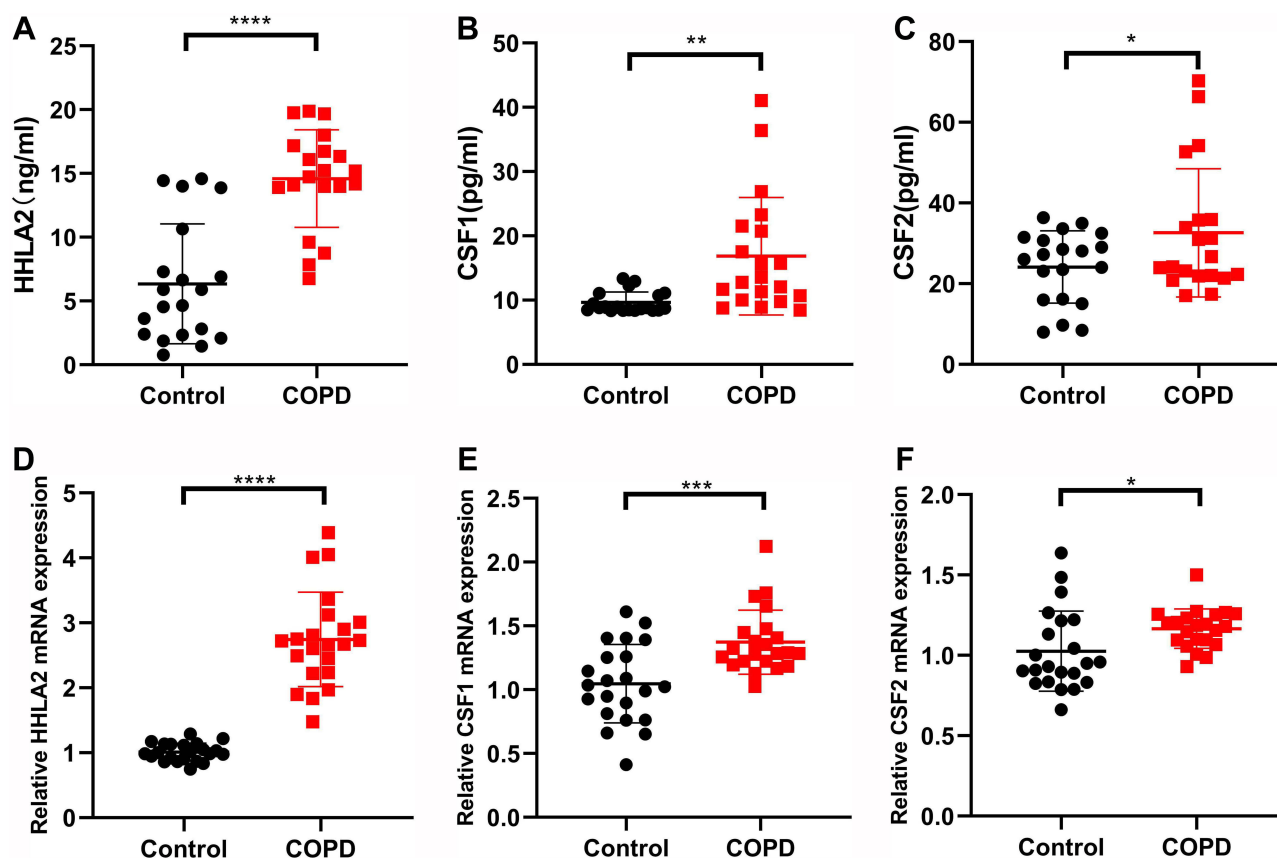 A
HHLA2(ng/ml)
25
20
15
10
5
0
****
Control
COPD
B
CSF1(pg/ml)
50
40
30
20
10
0
**
Control
COPD
C
CSF2(pg/ml)
80
60
40
20
0
*
Control
COPD
D
Relative HHLA2 mRNA expression
5
4
3
2
1
0
****
Control
COPD
E
Relative CSF1 mRNA expression
2.5
2.0
1.5
1.0
0.5
0.0
***
Control
COPD
F
Relative CSF2 mRNA expression
2.0
1.5
1.0
0.5
0.0
*
Control
COPD